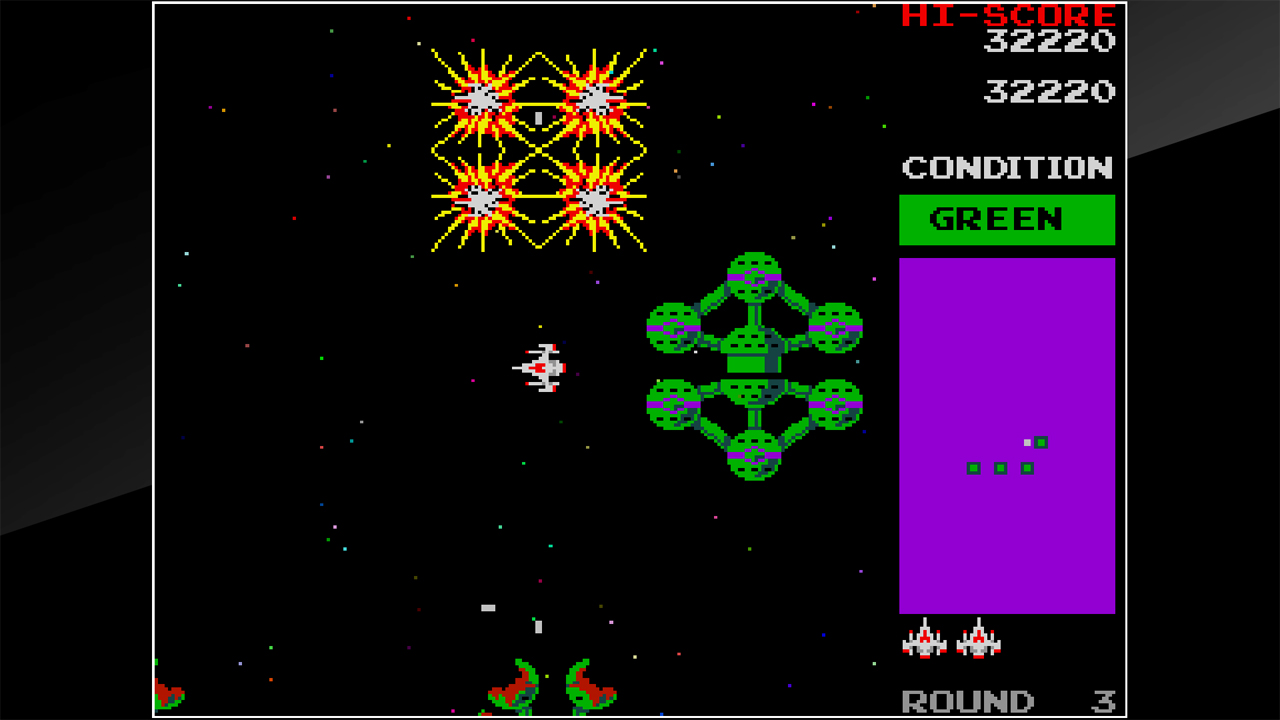 HI-SCORE
32220
32220
CONDITION
GREEN
ROUND 3